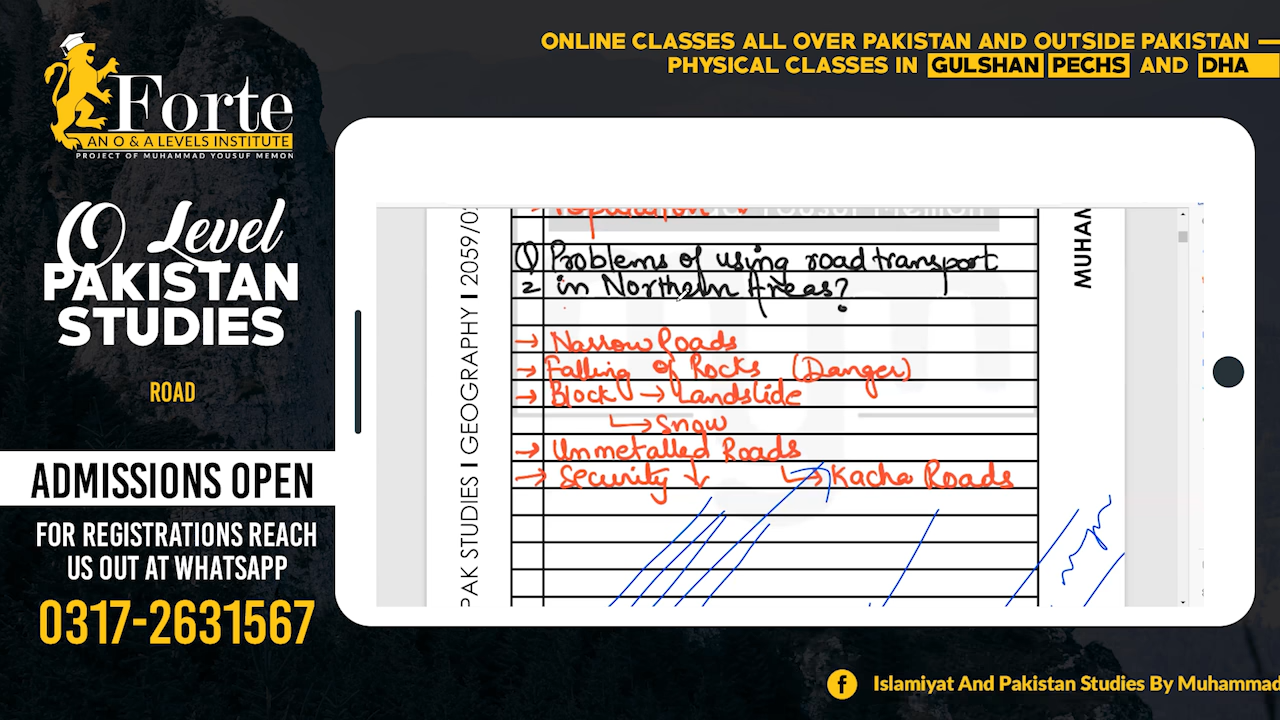 ONLINE CLASSES ALL OVER PAKISTAN AND OUTSIDE PAKISTAN —
PHYSICAL CLASSES IN GULSHAN PECHS AND DHA
Forte
AN O & A LEVELS INSTITUTE
PROJECT OF MUHAMMAD YOUSUF MEMON
O Level
PAKISTAN
STUDIES
ROAD
ADMISSIONS OPEN
FOR REGISTRATIONS REACH
US OUT AT WHATSAPP
0317-2631567
PAK STUDIES I GEOGRAPHY I 2059/0
MUHAM
Q Problems of using road transport
2 in Northern Areas?
→ Narrow Roads
→ Falling of Rocks (Danger)
→ Block → Landslide
↳ Snow
→ Unmetalled Roads
→ Security ↓ ↳ Kacha Roads
mym
f Islamiyat And Pakistan Studies By Muhammad